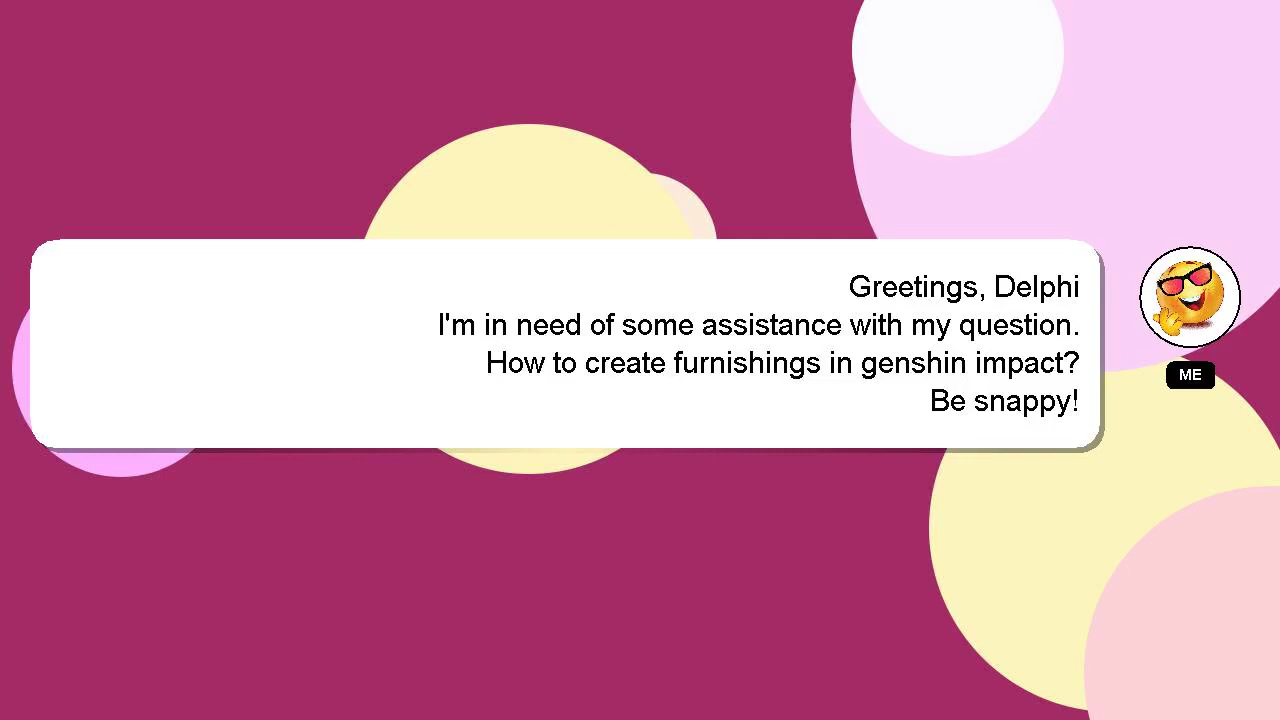 Greetings, Delphi
I'm in need of some assistance with my question.
How to create furnishings in genshin impact?
Be snappy!
ME